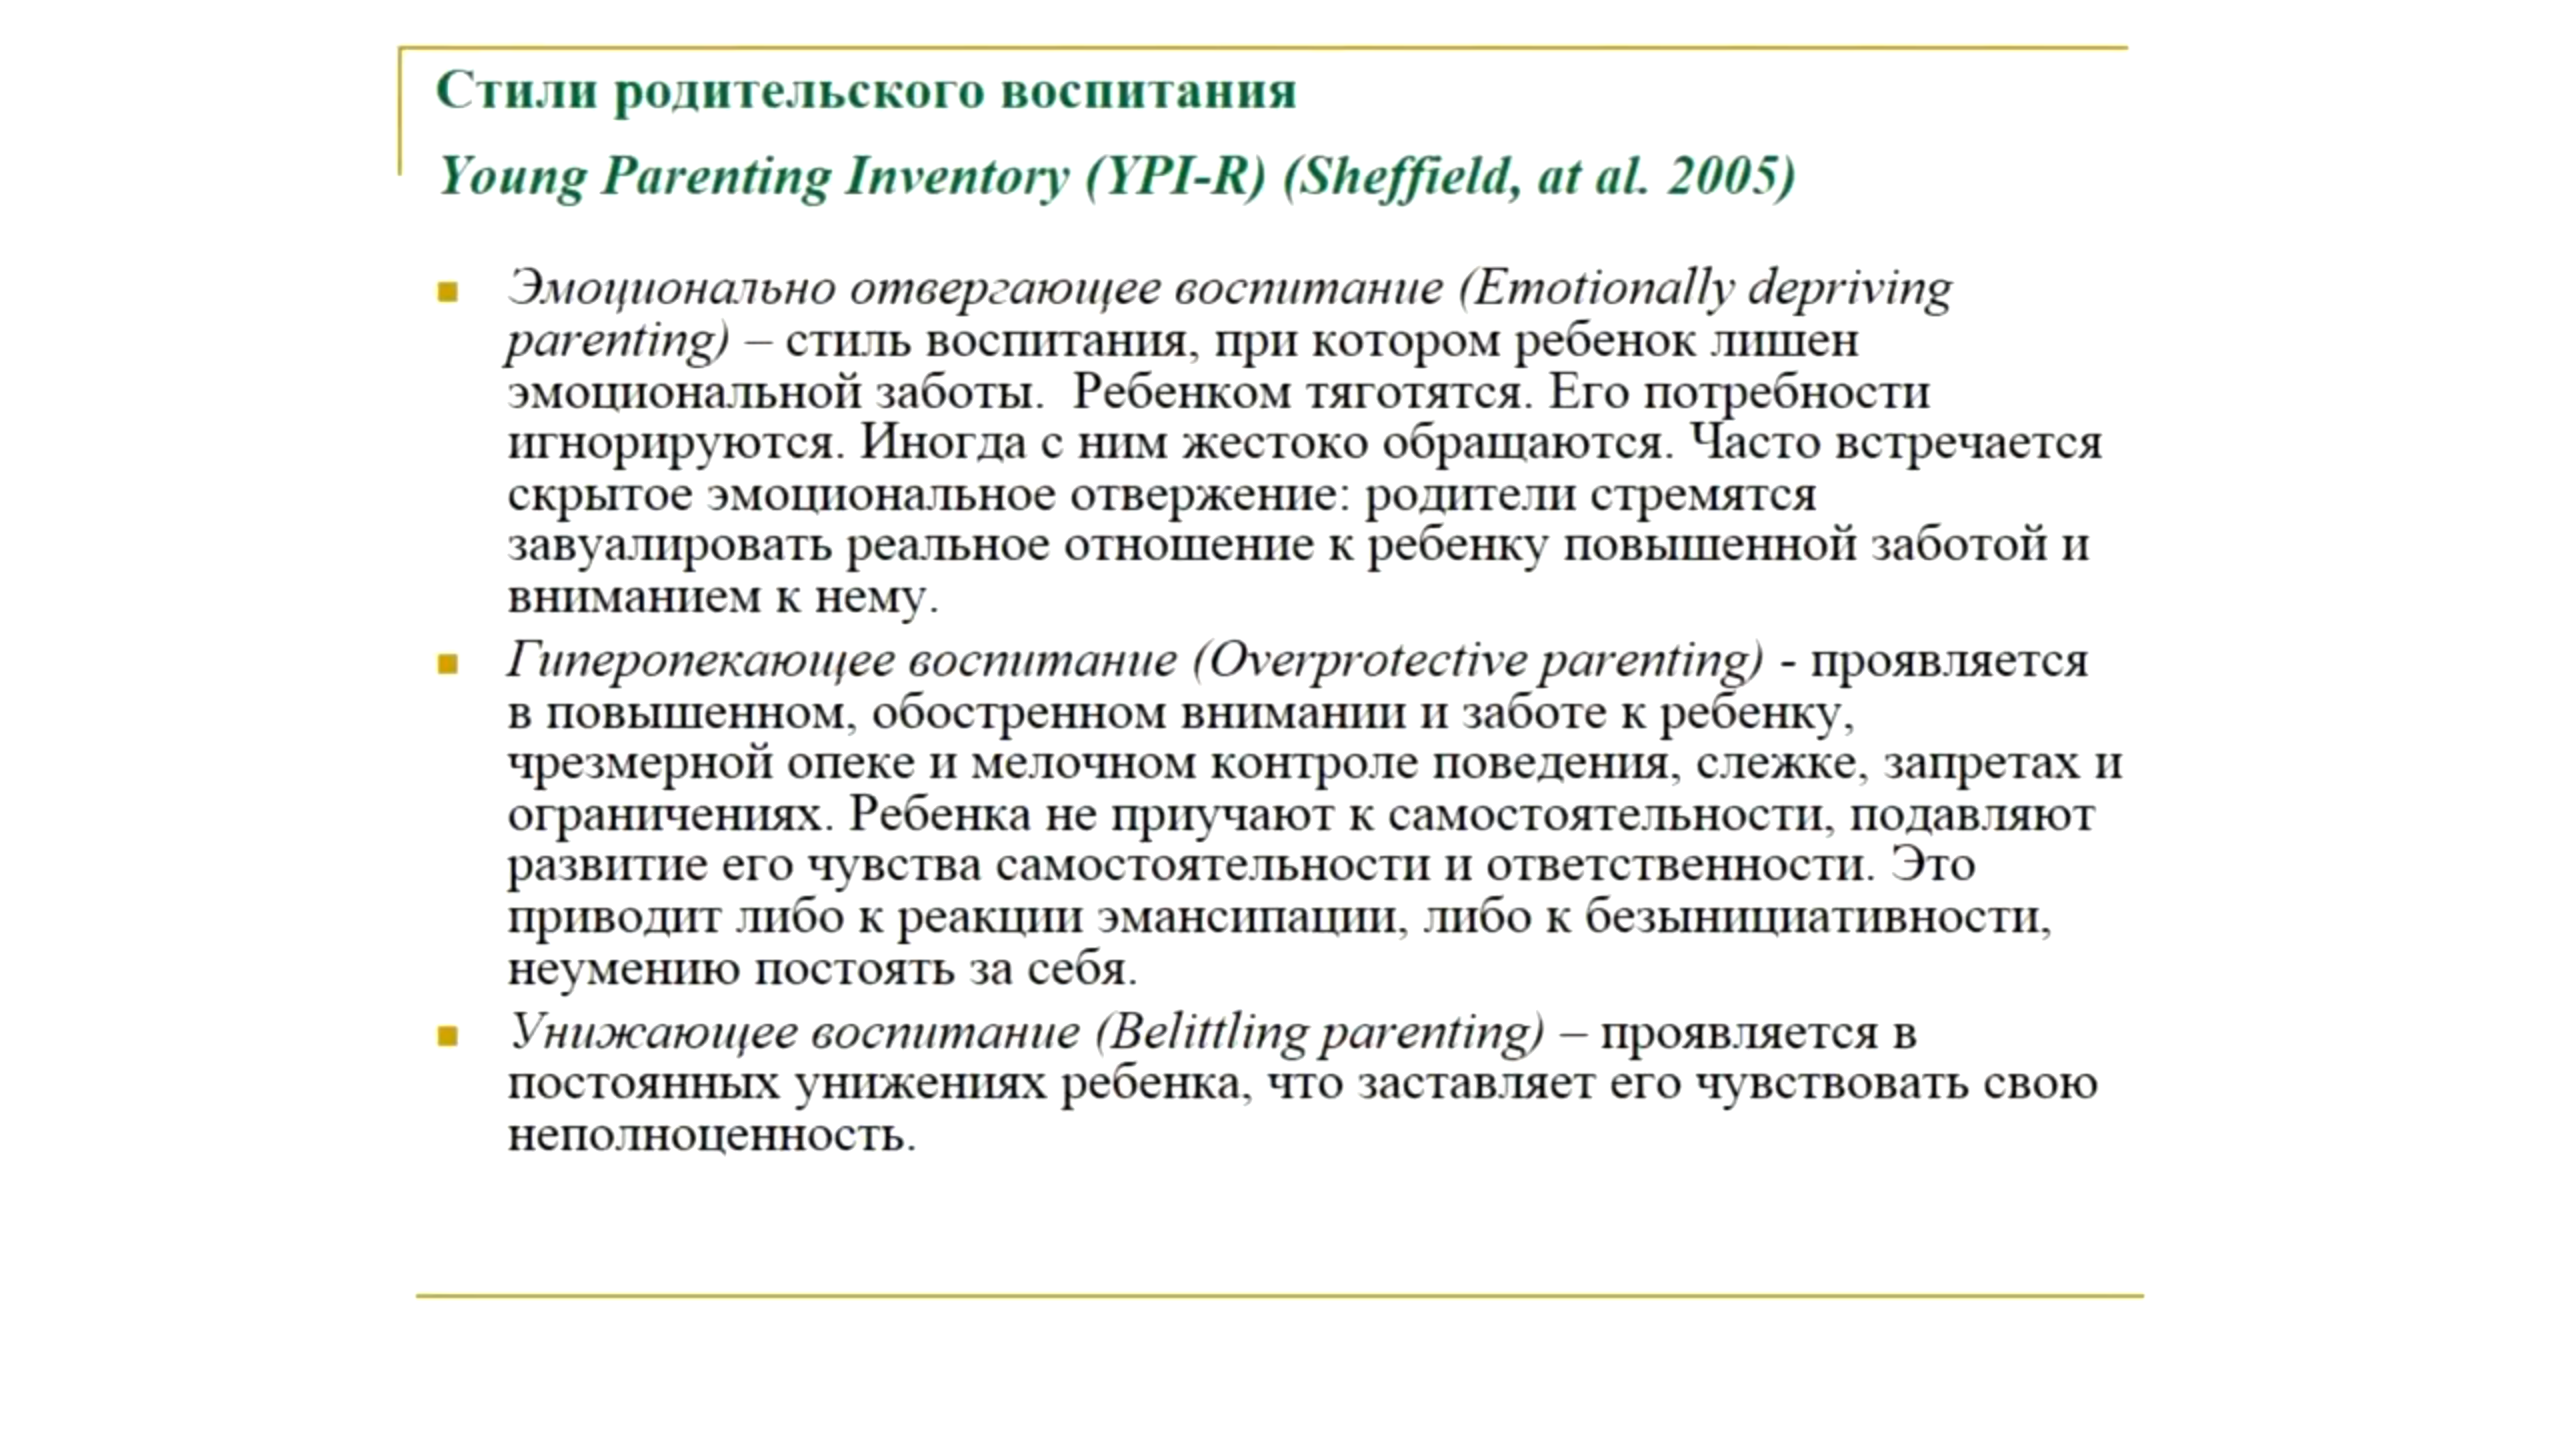 Стили родительского воспитания
Young Parenting Inventory (YPI-R) (Sheffield, at al. 2005)
Эмоционально отвергающее воспитание (Emotionally depriving
parenting) – стиль воспитания, при котором ребенок лишен
эмоциональной заботы. Ребенком тяготятся. Его потребности
игнорируются. Иногда с ним жестоко обращаются. Часто встречается
скрытое эмоциональное отвержение: родители стремятся
завуалировать реальное отношение к ребенку повышенной заботой и
вниманием к нему.
Гиперопекающее воспитание (Overprotective parenting) - проявляется
в повышенном, обостренном внимании и заботе к ребенку,
чрезмерной опеке и мелочном контроле поведения, слежке, запретах и
ограничениях. Ребенка не приучают к самостоятельности, подавляют
развитие его чувства самостоятельности и ответственности. Это
приводит либо к реакции эмансипации, либо к безынициативности,
неумению постоять за себя.
Унижающее воспитание (Belittling parenting) – проявляется в
постоянных унижениях ребенка, что заставляет его чувствовать свою
неполноценность.